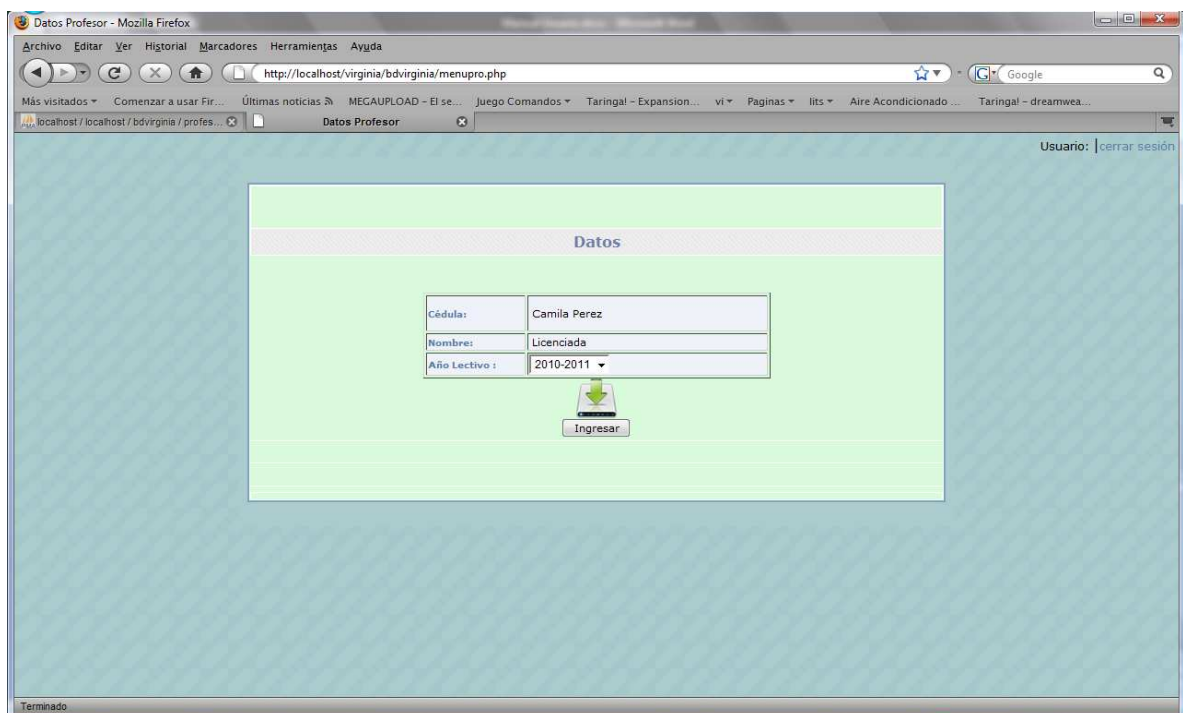 Datos Profesor - Mozilla Firefox
Archivo Editar Ver Historial Marcadores Herramientas Ayuda
http://localhost/virginia/bdvirginia/menupro.php
Google
Más visitados Comenzar a usar Fir... Últimas noticias MEGAUPLOAD - El se... Juego Comandos Taringa! - Expansion... vi Paginas lits Aire Acondicionado ... Taringa! - dreamwea...
localhost / localhost / bdvirginia / profes... Datos Profesor
Usuario: |cerrar sesión
Datos
Cédula: Camila Perez
Nombre: Licenciada
Año Lectivo : 2010-2011
Ingresar
Terminado